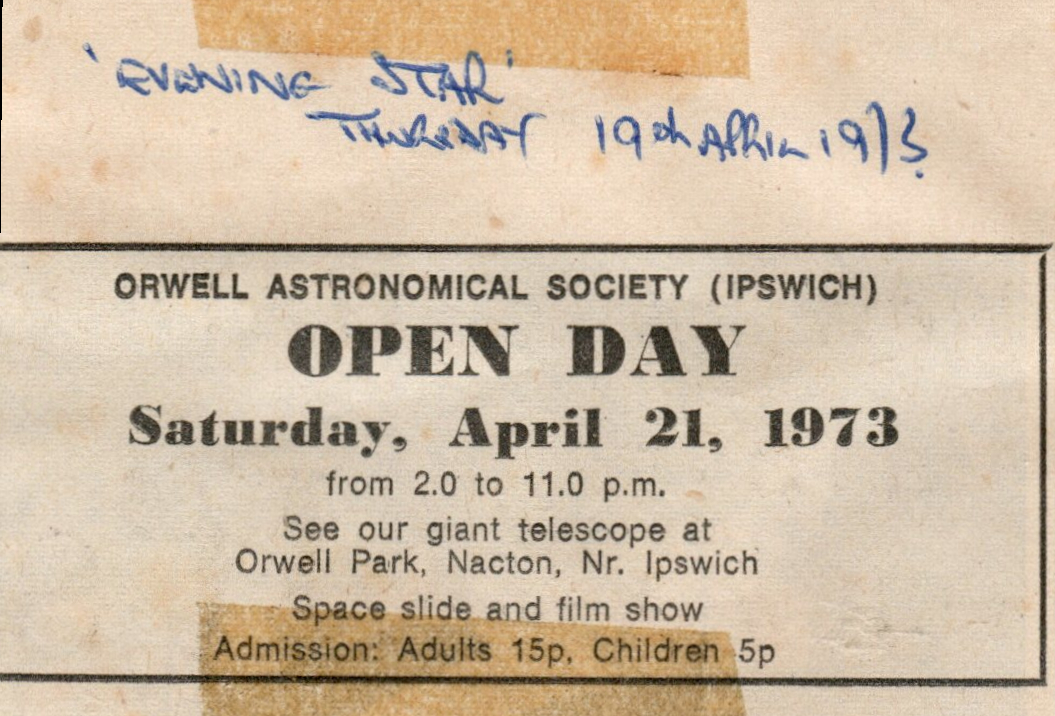 'EVENING STAR'
THURSDAY 19th APRIL 1973.
ORWELL ASTRONOMICAL SOCIETY (IPSWICH)
OPEN DAY
Saturday, April 21, 1973
from 2.0 to 11.0 p.m.
See our giant telescope at
Orwell Park, Nacton, Nr. Ipswich
Space slide and film show
Admission: Adults 15p, Children 5p